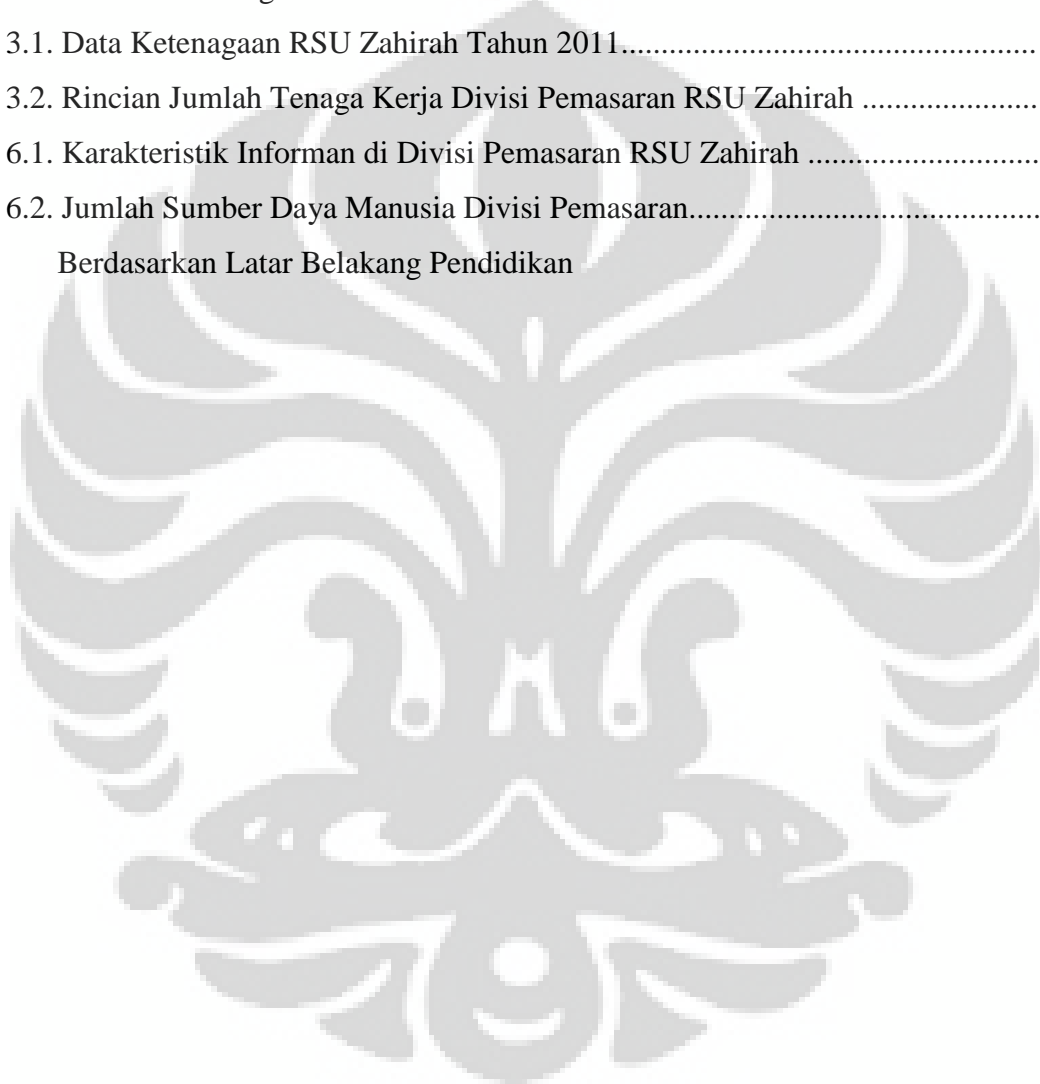 3.1. Data Ketenagaan RSU Zahirah Tahun 2011....................................................
3.2. Rincian Jumlah Tenaga Kerja Divisi Pemasaran RSU Zahirah ......................
6.1. Karakteristik Informan di Divisi Pemasaran RSU Zahirah .............................
6.2. Jumlah Sumber Daya Manusia Divisi Pemasaran............................................
Berdasarkan Latar Belakang Pendidikan